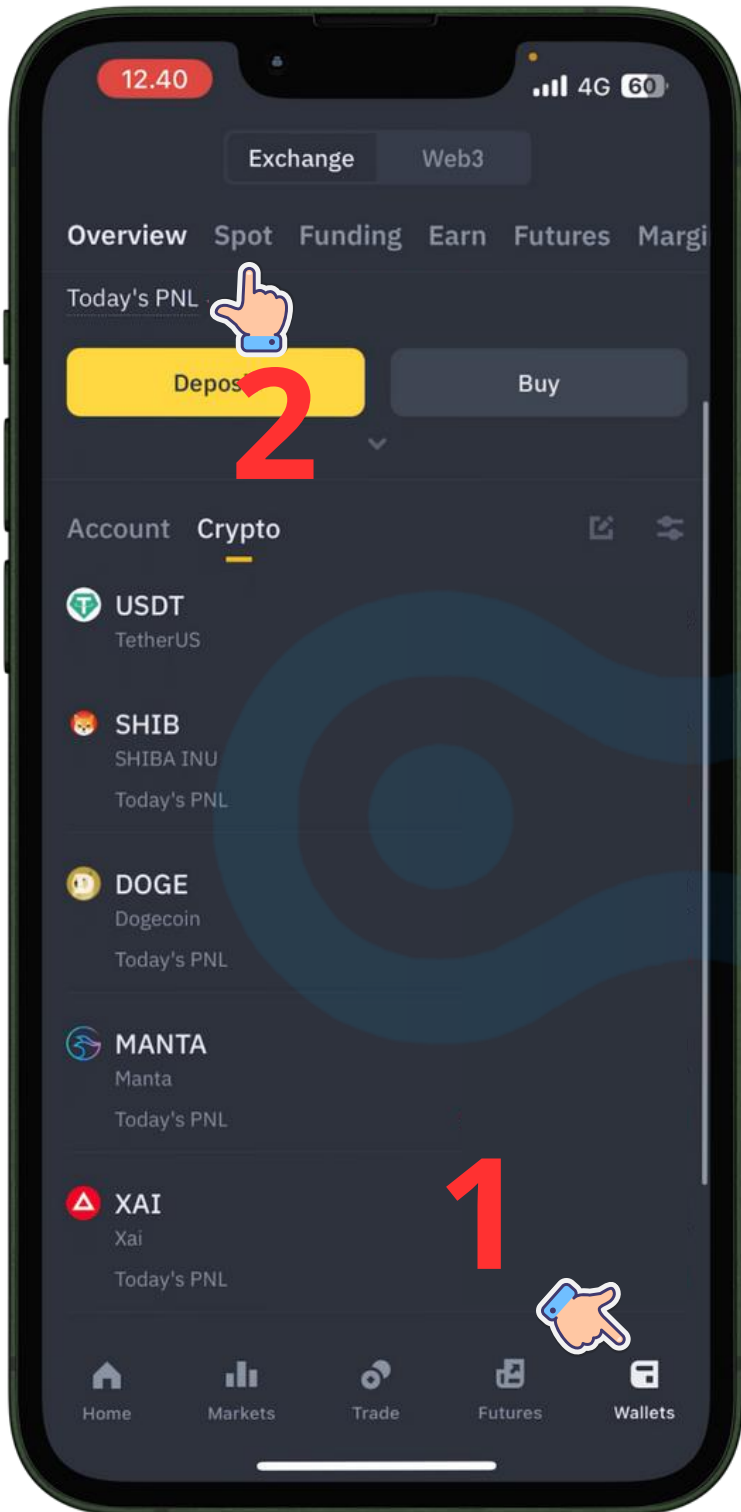 12.40
4G 60
Exchange Web3
Overview Spot Funding Earn Futures Margi
Today's PNL
Deposi Buy
2
Account Crypto
USDT
TetherUS
SHIB
SHIBA INU
Today's PNL
DOGE
Dogecoin
Today's PNL
MANTA
Manta
Today's PNL
1
XAI
Xai
Today's PNL
Home Markets Trade Futures Wallets